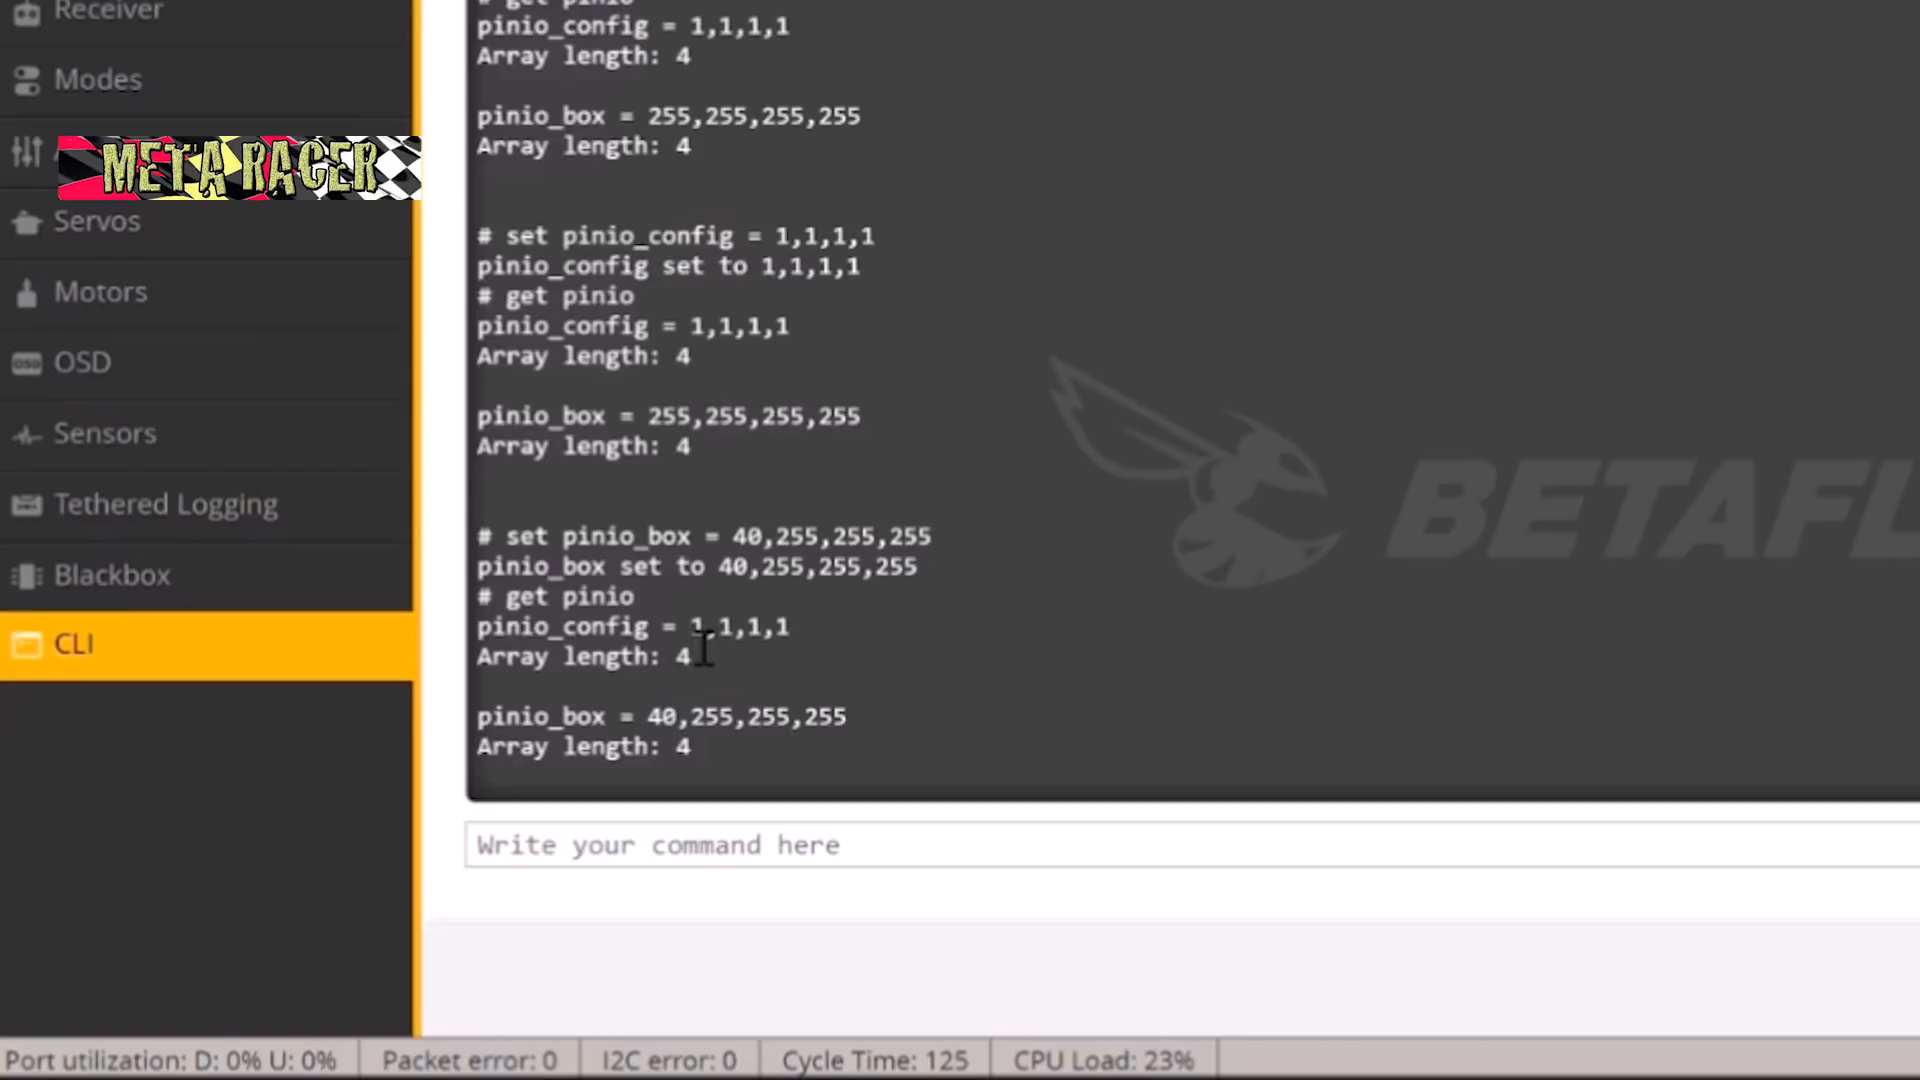 Receiver
Modes
META RACER
Servos
Motors
OSD
Sensors
Tethered Logging
Blackbox
CLI
# get pinio
pinio_config = 1,1,1,1
Array length: 4
pinio_box = 255,255,255,255
Array length: 4
# set pinio_config = 1,1,1,1
pinio_config set to 1,1,1,1
# get pinio
pinio_config = 1,1,1,1
Array length: 4
pinio_box = 255,255,255,255
Array length: 4
# set pinio_box = 40,255,255,255
pinio_box set to 40,255,255,255
# get pinio
pinio_config = 1,1,1,1
Array length: 4
pinio_box = 40,255,255,255
Array length: 4
BETAFL
Write your command here
Port utilization: D: 0% U: 0% Packet error: 0 I2C error: 0 Cycle Time: 125 CPU Load: 23%